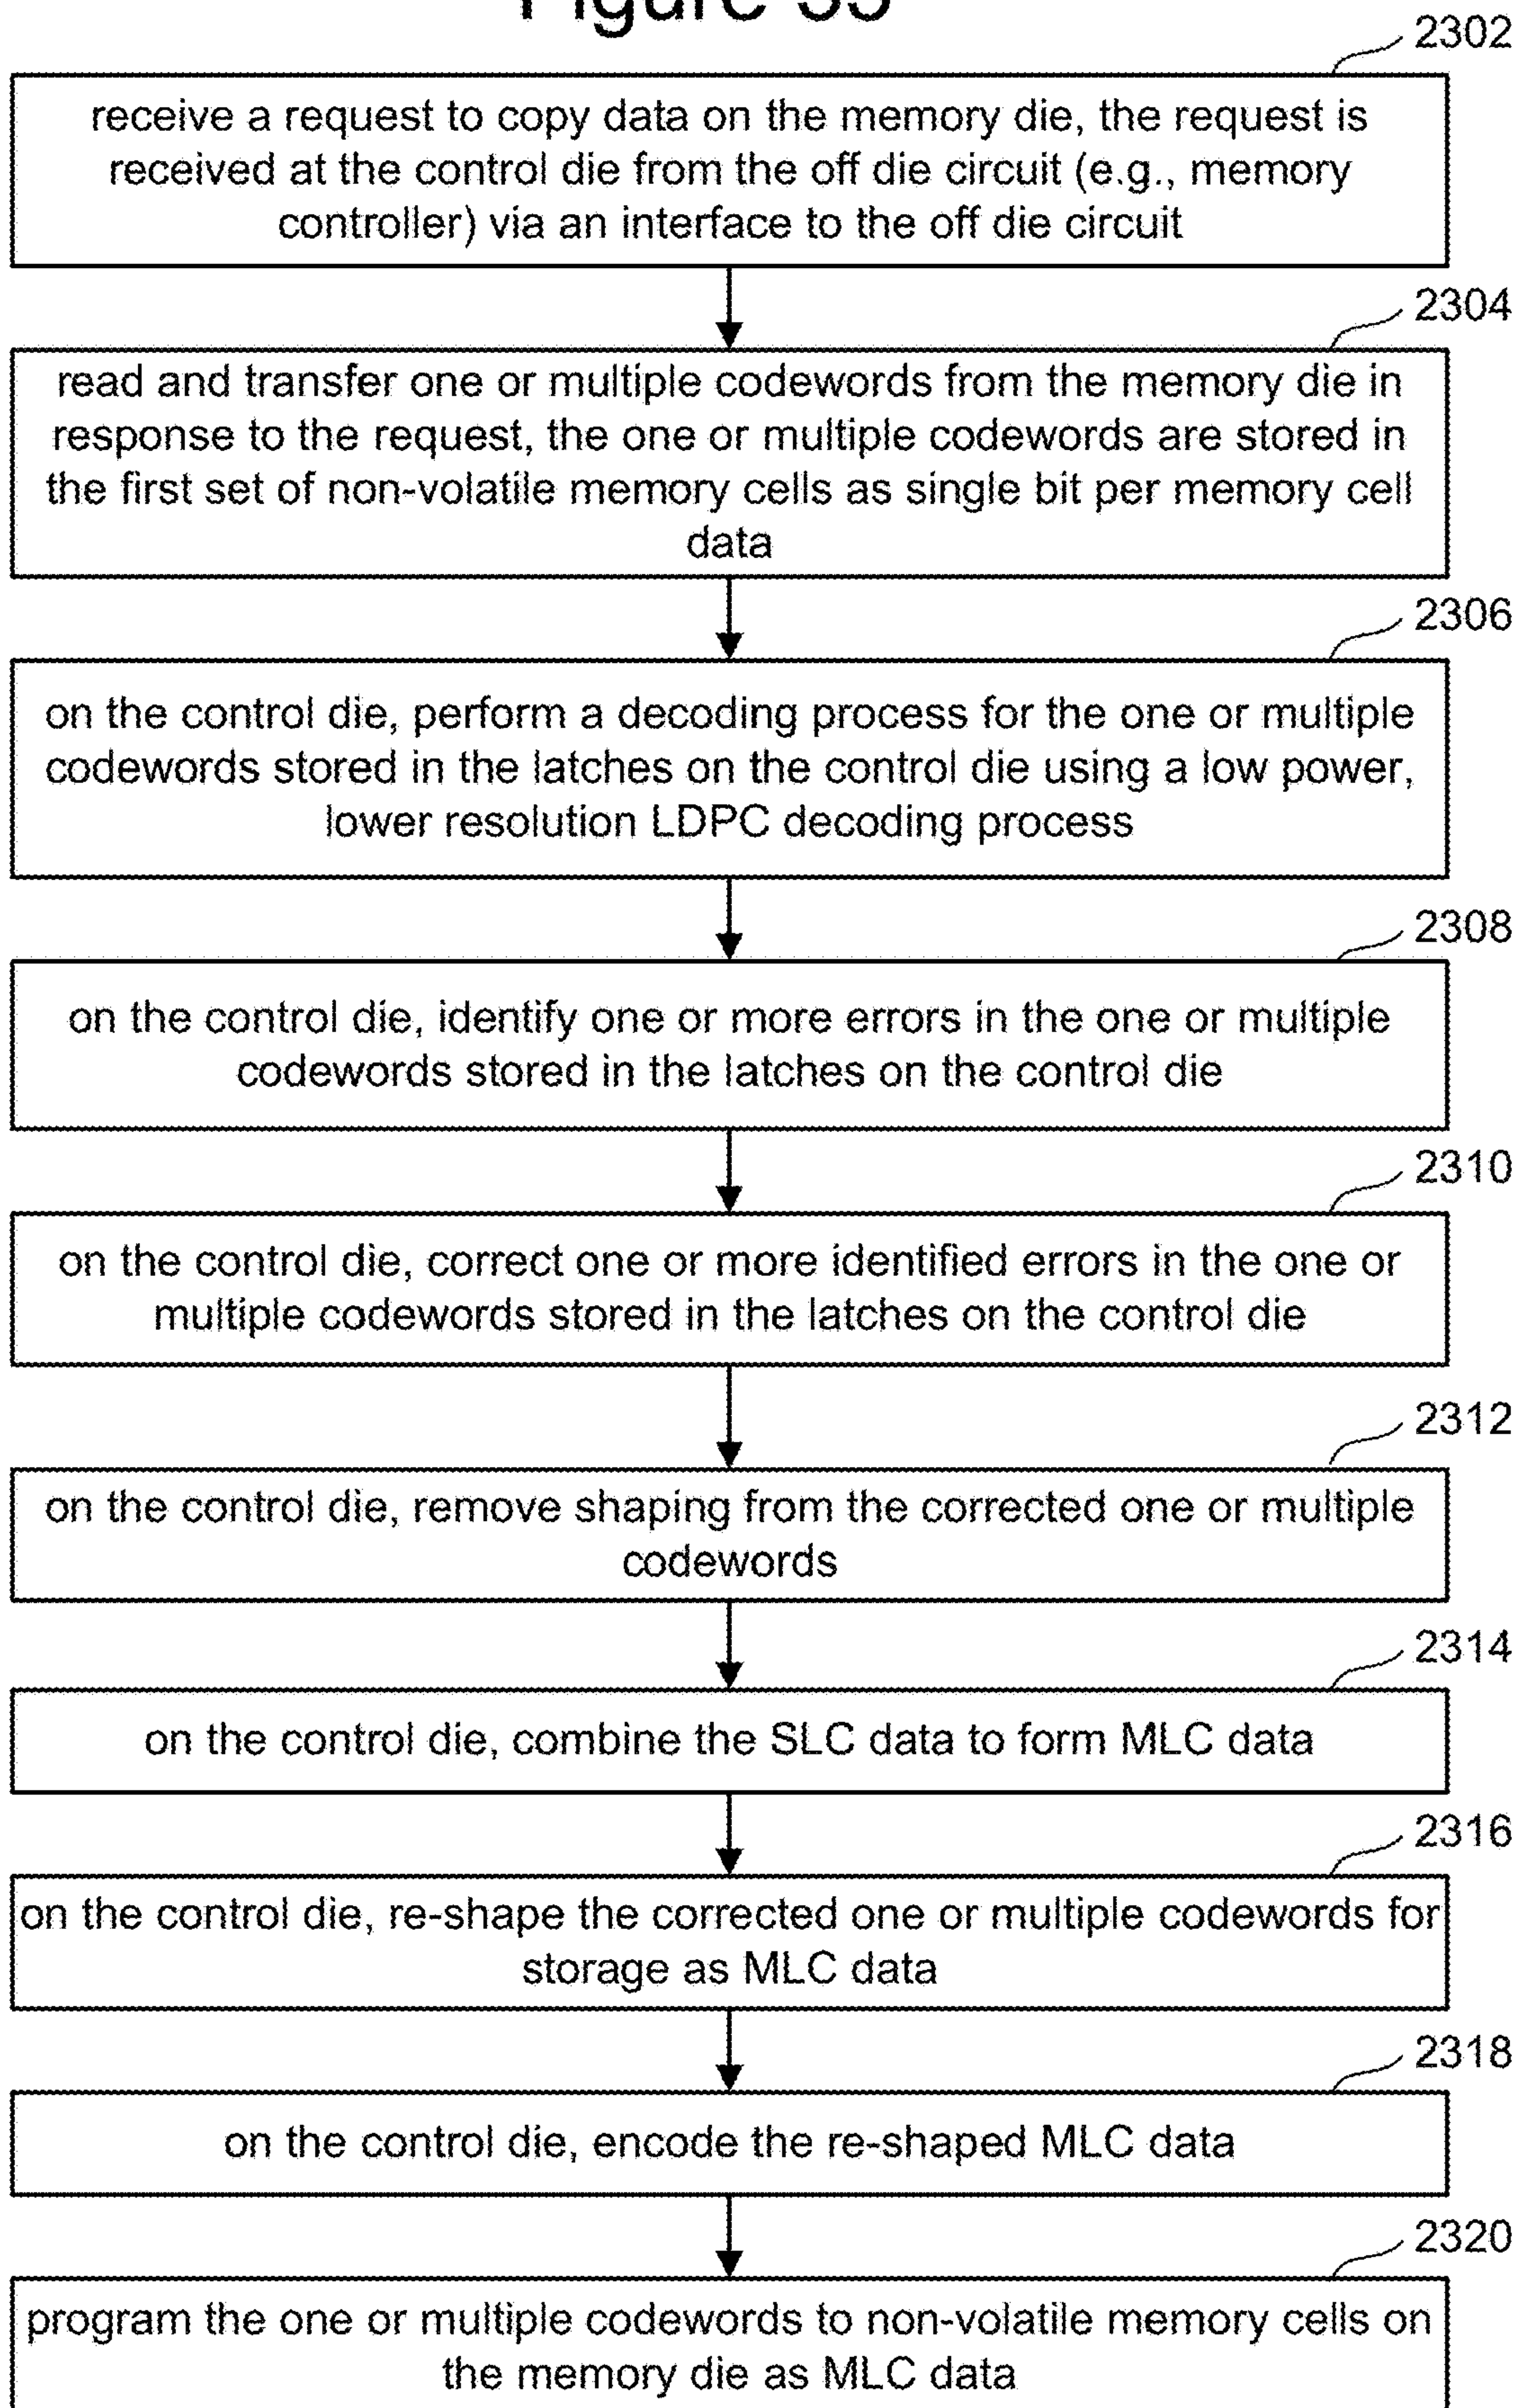 Figure 33
2302
receive a request to copy data on the memory die, the request is
received at the control die from the off die circuit (e.g., memory
controller) via an interface to the off die circuit
2304
read and transfer one or multiple codewords from the memory die in
response to the request, the one or multiple codewords are stored in
the first set of non-volatile memory cells as single bit per memory cell
data
2306
on the control die, perform a decoding process for the one or multiple
codewords stored in the latches on the control die using a low power,
lower resolution LDPC decoding process
2308
on the control die, identify one or more errors in the one or multiple
codewords stored in the latches on the control die
2310
on the control die, correct one or more identified errors in the one or
multiple codewords stored in the latches on the control die
2312
on the control die, remove shaping from the corrected one or multiple
codewords
2314
on the control die, combine the SLC data to form MLC data
2316
on the control die, re-shape the corrected one or multiple codewords for
storage as MLC data
2318
on the control die, encode the re-shaped MLC data
2320
program the one or multiple codewords to non-volatile memory cells on
the memory die as MLC data